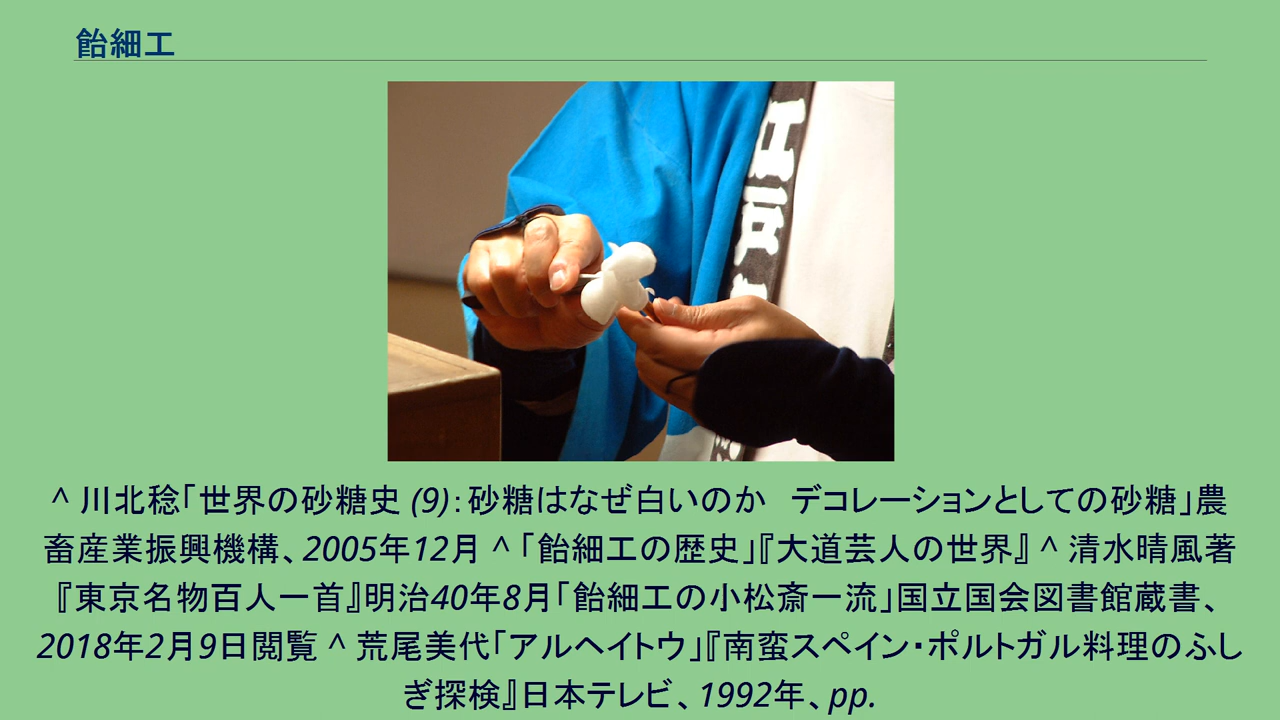 飴細工
江戸
^ 川北稔「世界の砂糖史 (9)：砂糖はなぜ白いのか　デコレーションとしての砂糖」農
畜産業振興機構、2005年12月 ^ 「飴細工の歴史」『大道芸人の世界』 ^ 清水晴風著
『東京名物百人一首』明治40年8月「飴細工の小松斎一流」国立国会図書館蔵書、
2018年2月9日閲覧 ^ 荒尾美代「アルヘイトウ」『南蛮スペイン・ポルトガル料理のふし
ぎ探検』日本テレビ、1992年、pp.